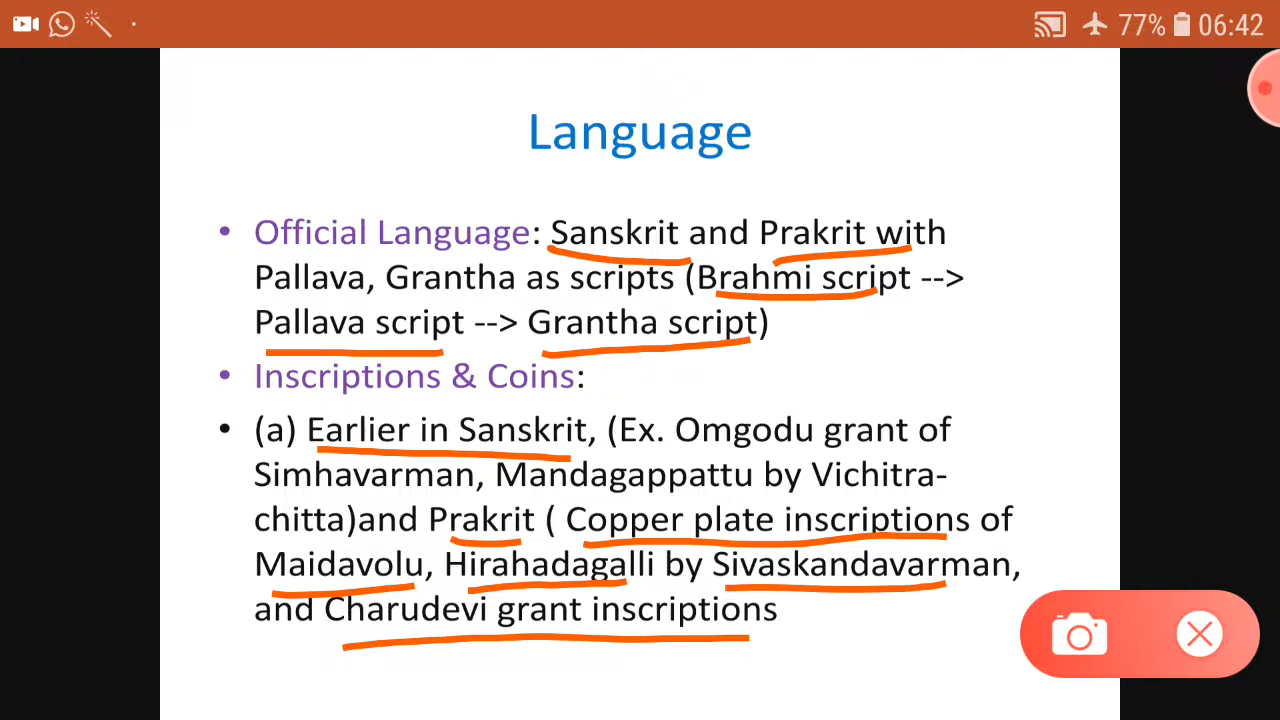 77% 06:42
Language
• Official Language: Sanskrit and Prakrit with
Pallava, Grantha as scripts (Brahmi script -->
Pallava script --> Grantha script)
• Inscriptions & Coins:
• (a) Earlier in Sanskrit, (Ex. Omgodu grant of
Simhavarman, Mandagappattu by Vichitra-
chitta)and Prakrit ( Copper plate inscriptions of
Maidavolu, Hirahadagalli by Sivaskandavarman,
and Charudevi grant inscriptions